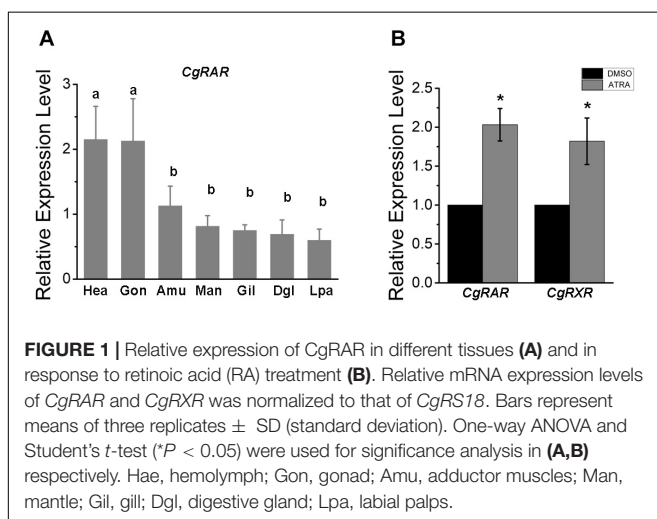 A
CgRAR
Relative Expression Level
3
2
1
0
a
a
b
b
b
b
b
Hea Gon Amu Man Gil Dgl Lpa
B
DMSO
ATRA
Relative Expression Level
2.5
2.0
1.5
1.0
0.5
0.0
*
*
CgRAR CgRXR
FIGURE 1 | Relative expression of CgRAR in different tissues (A) and in
response to retinoic acid (RA) treatment (B). Relative mRNA expression levels
of CgRAR and CgRXR was normalized to that of CgRS18. Bars represent
means of three replicates ± SD (standard deviation). One-way ANOVA and
Student's t-test (*P < 0.05) were used for significance analysis in (A,B)
respectively. Hae, hemolymph; Gon, gonad; Amu, adductor muscles; Man,
mantle; Gil, gill; Dgl, digestive gland; Lpa, labial palps.